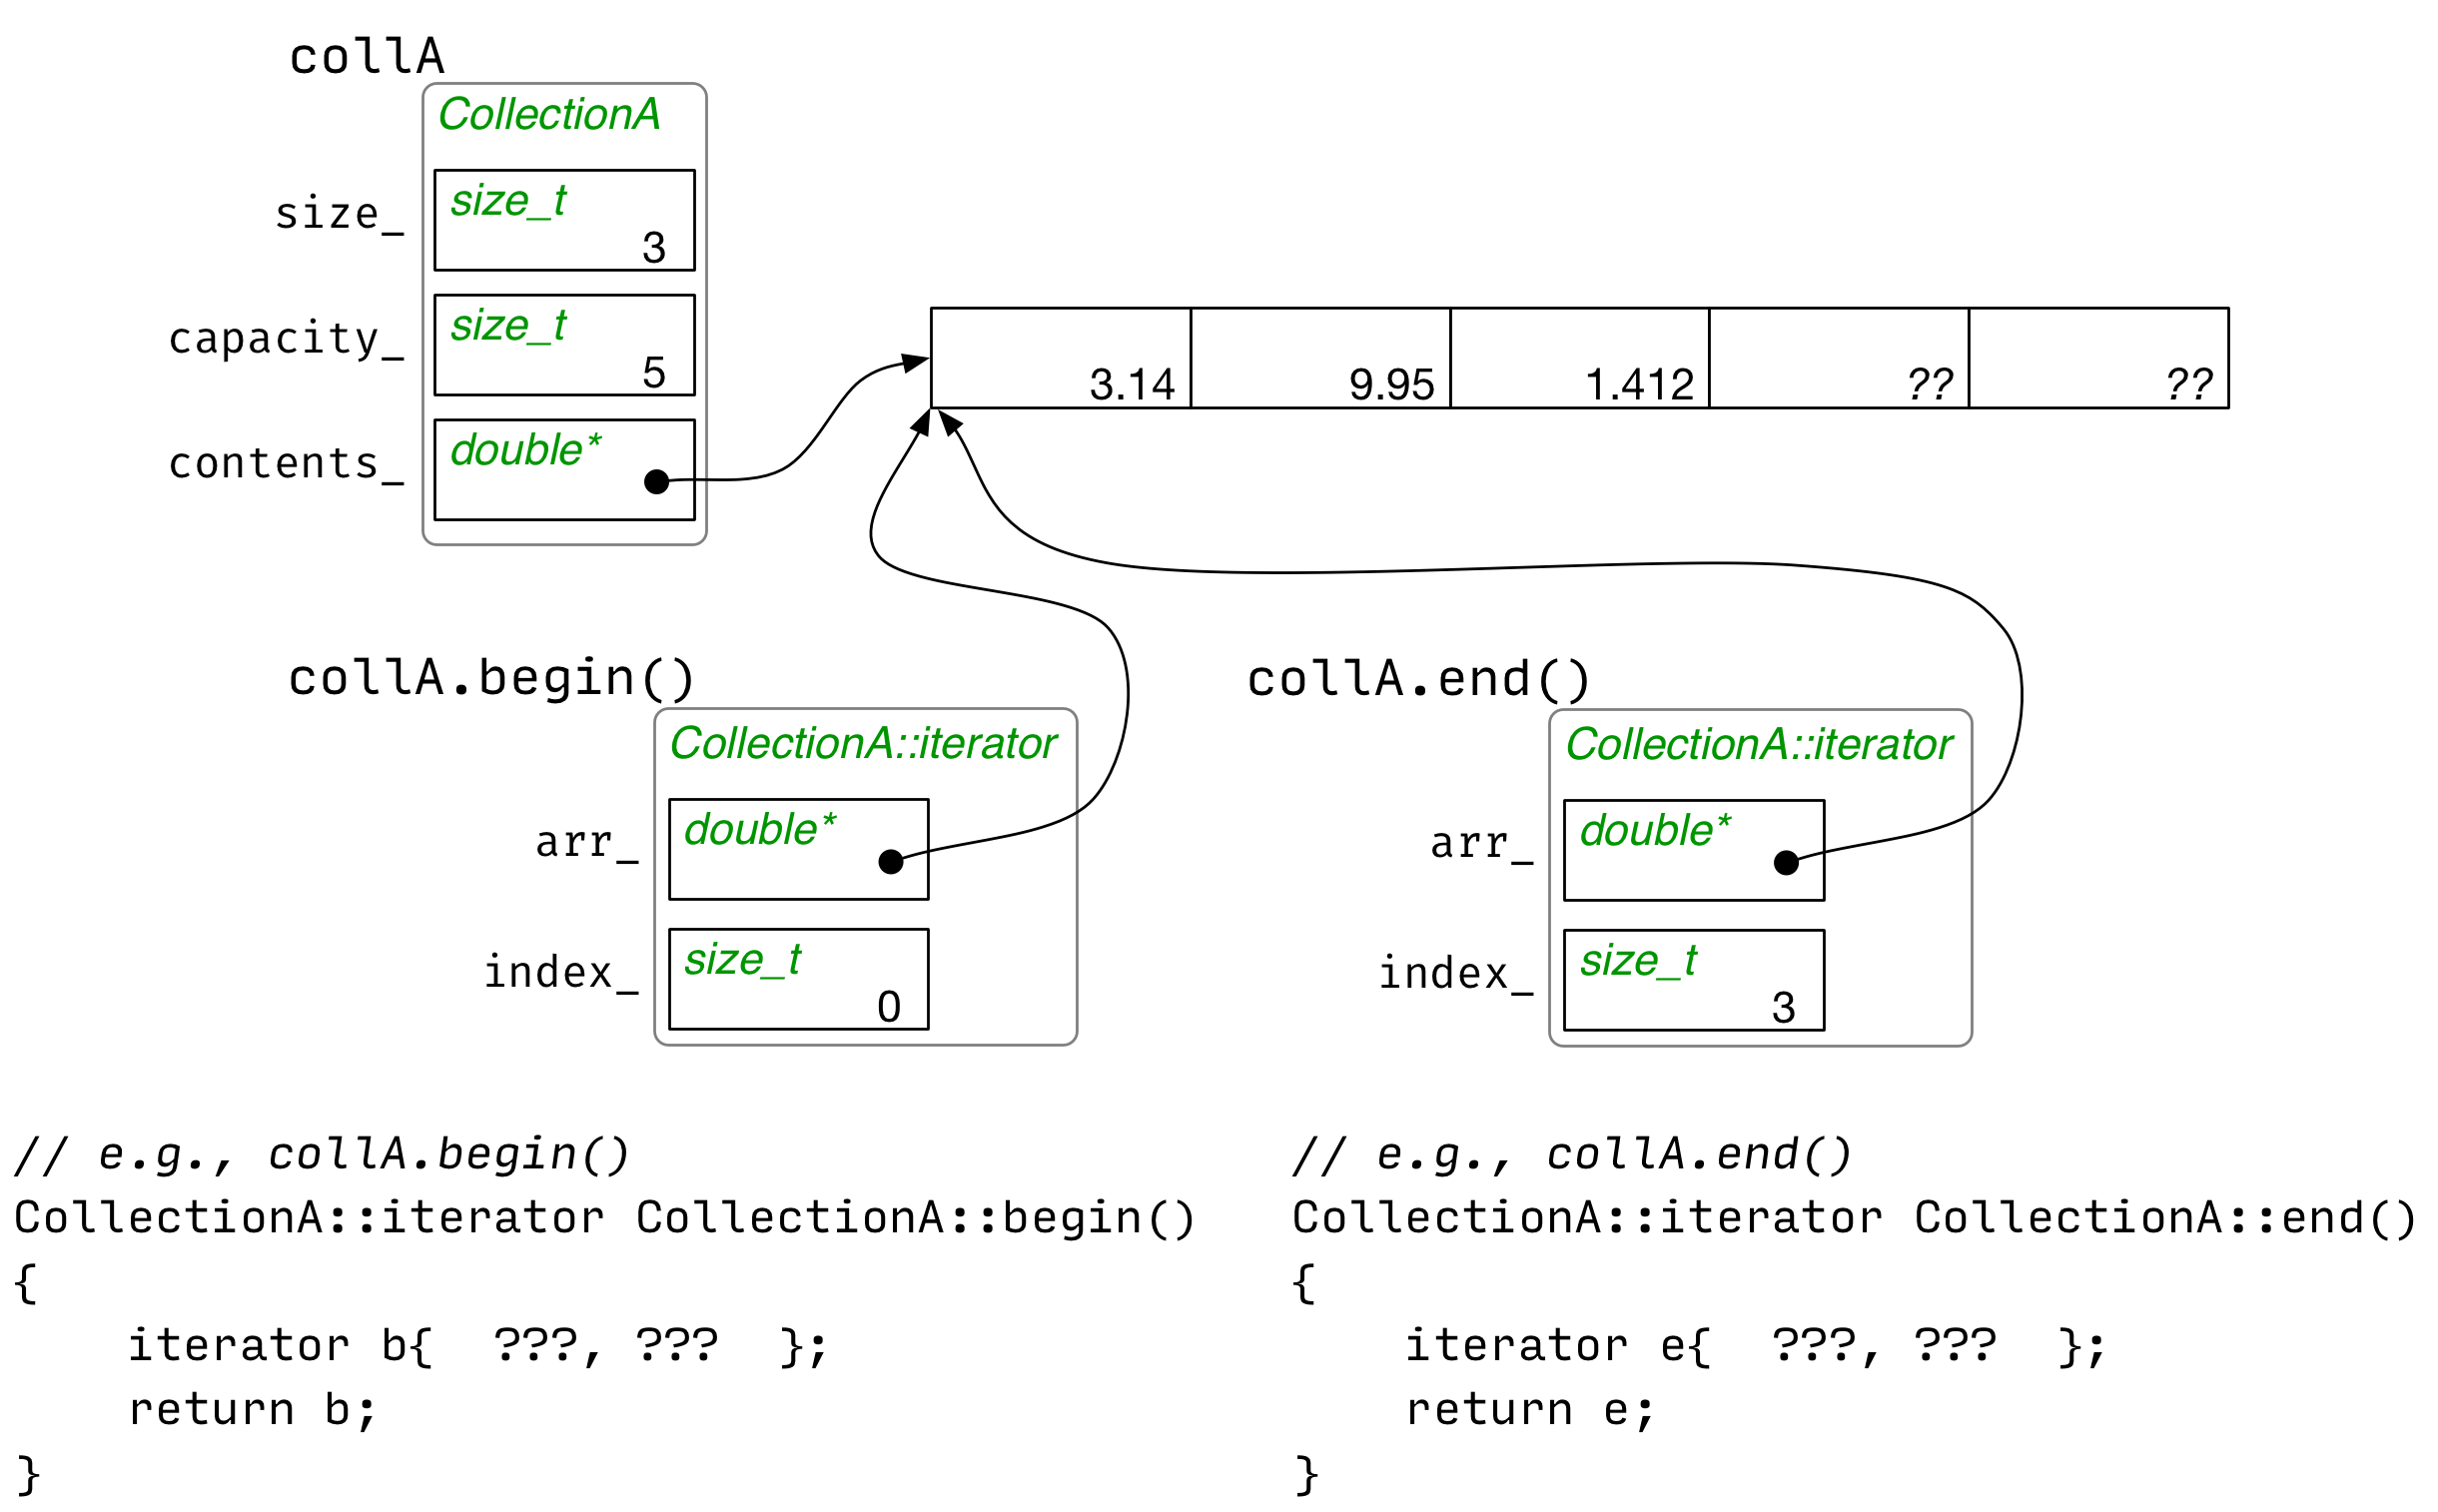 collA
CollectionA
size_
size_t
3
capacity_
size_t
5
contents_
double*
3.14 9.95 1.412 ?? ??
collA.begin()
CollectionA::iterator
arr_
double*
index_
size_t
0
collA.end()
CollectionA::iterator
arr_
double*
index_
size_t
3
// e.g., collA.begin()
CollectionA::iterator CollectionA::begin()
{
    iterator b{  ???, ???  };
    return b;
}
// e.g., collA.end()
CollectionA::iterator CollectionA::end()
{
    iterator e{  ???, ???  };
    return e;
}